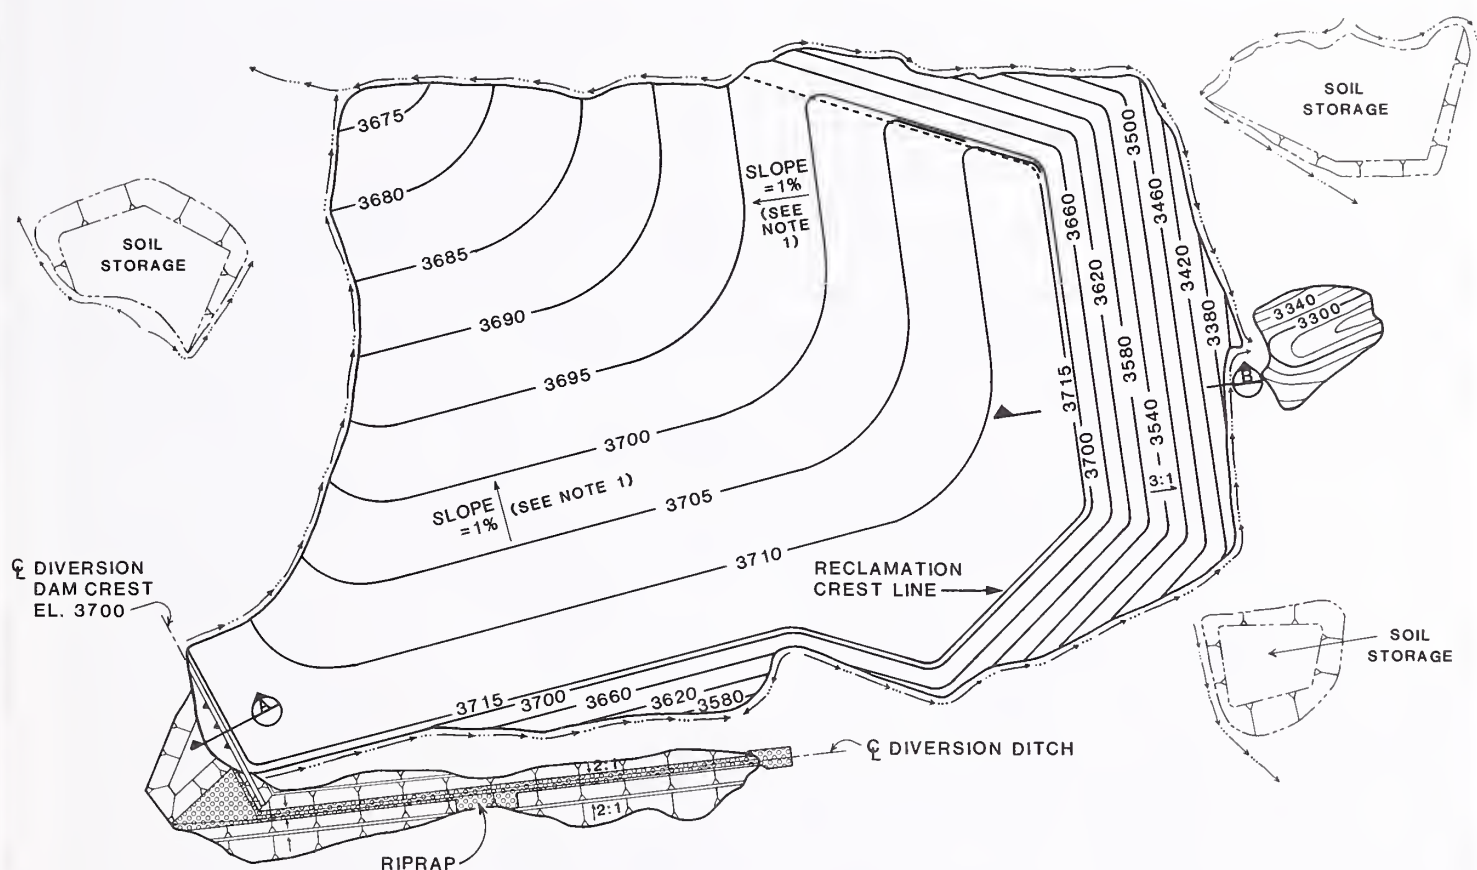 SOIL
STORAGE
3675
3680
3685
3690
3695
3700
3705
3710
SLOPE
=1%
(SEE
NOTE
1)
SLOPE
=1%
(SEE NOTE 1)
SOIL
STORAGE
3500
3460
3420
3380
3660
3620
3580
3540
3715
3700
3:1
3340
3300
B
SOIL
STORAGE
RECLAMATION
CREST LINE
℄ DIVERSION
DAM CREST
EL. 3700
SOIL
STORAGE
A
3715
3700
3660
3620
3580
℄ DIVERSION DITCH
2:1
2:1
RIPRAP